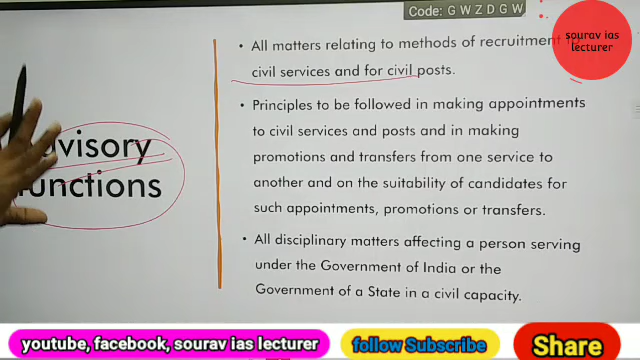 Code: G W Z D G W
sourav ias
lecturer
• All matters relating to methods of recruitment
civil services and for civil posts.
• Principles to be followed in making appointments
to civil services and posts and in making
promotions and transfers from one service to
another and on the suitability of candidates for
such appointments, promotions or transfers.
• All disciplinary matters affecting a person serving
under the Government of India or the
Government of a State in a civil capacity.
youtube, facebook, sourav ias lecturer
follow Subscribe
Share